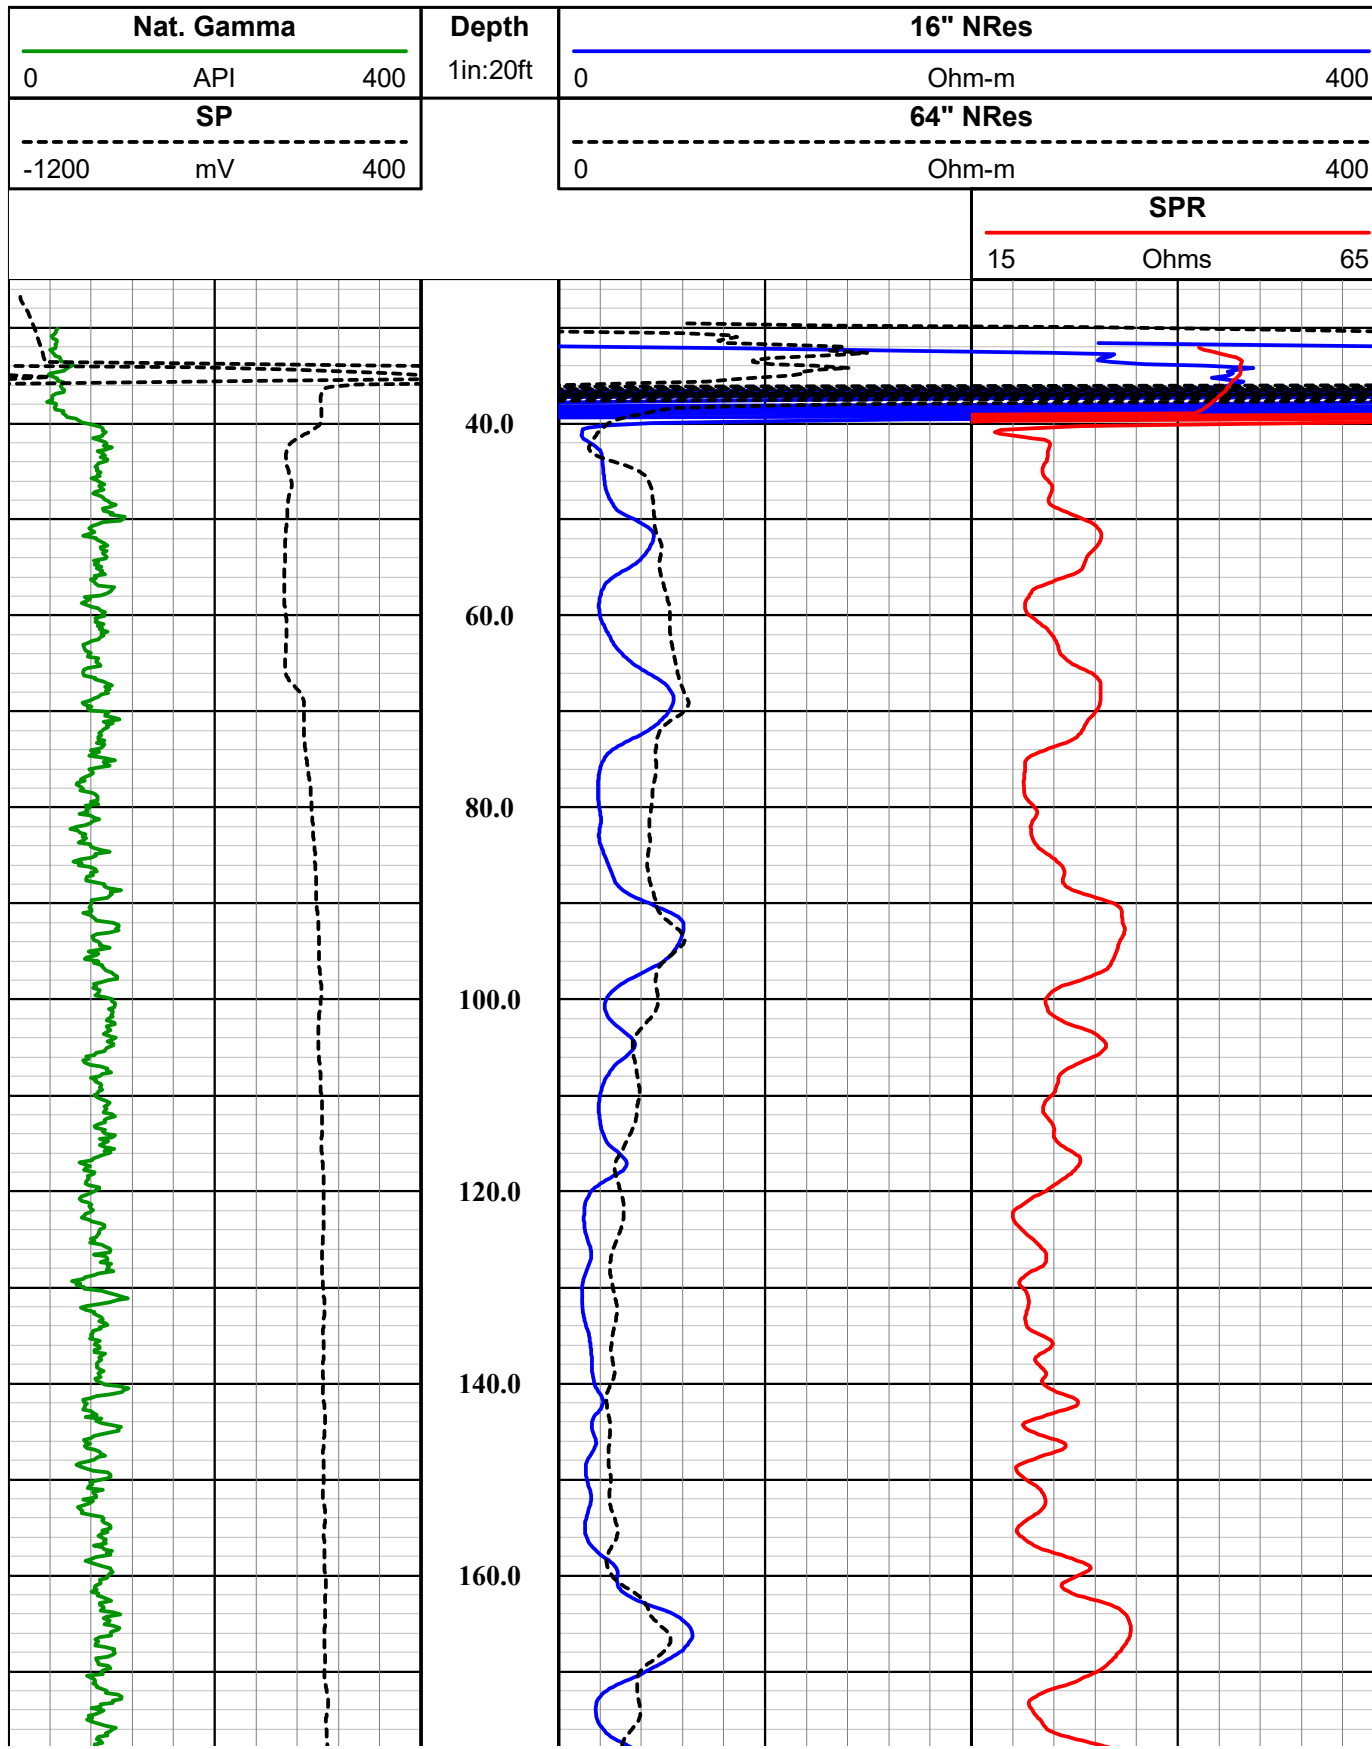 Nat. Gamma
0 API 400
SP
-1200 mV 400
Depth
1in:20ft
16" NRes
0 Ohm-m 400
64" NRes
0 Ohm-m 400
SPR
15 Ohms 65
40.0
60.0
80.0
100.0
120.0
140.0
160.0